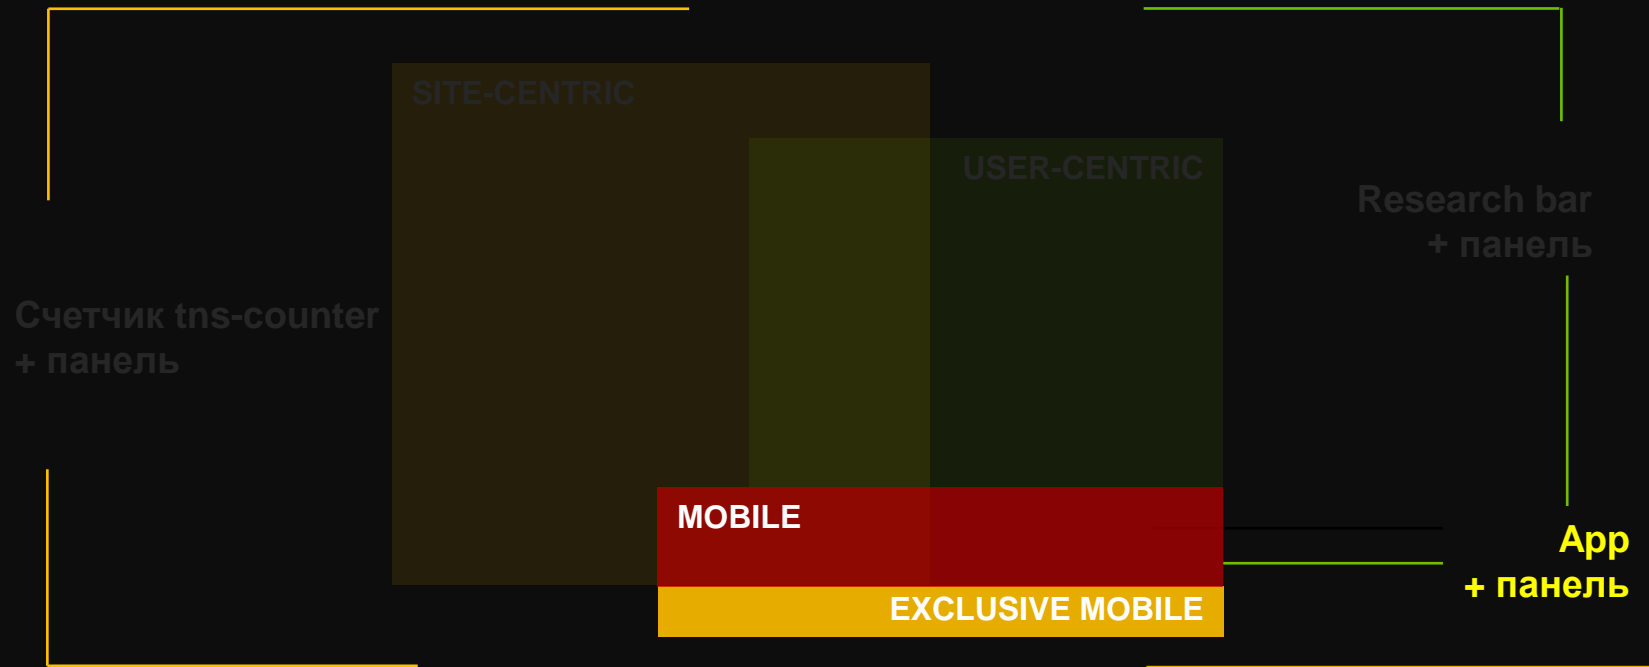 SITE-CENTRIC
USER-CENTRIC
Research bar
+ панель
Счетчик tns-counter
+ панель
MOBILE
App
+ панель
EXCLUSIVE MOBILE